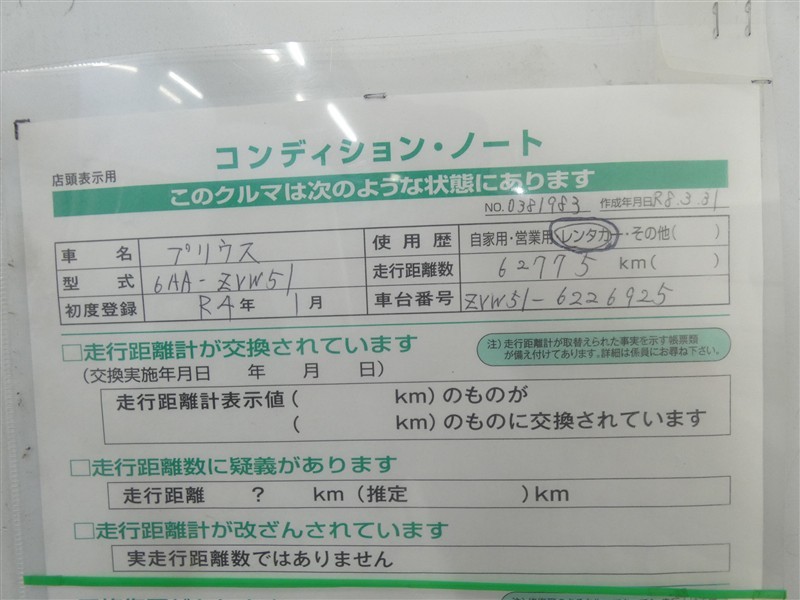 コンディション・ノート
店頭表示用
このクルマは次のような状態にあります
NO.0381983 作成年月日R8.3.31
車名 プリウス 使用歴 自家用・営業用・レンタカー・その他( )
型式 6AA-ZVW51 走行距離数 62775 km( )
初度登録 R4年 1月 車台番号 ZVW51-6226925
□走行距離計が交換されています
注)走行距離計が取替えられた事実を示す帳票類
が備え付けてあります。詳細は係員にお尋ね下さい。
(交換実施年月日 年 月 日)
走行距離計表示値( km)のものが
( km)のものに交換されています
□走行距離数に疑義があります
走行距離 ? km(推定 )km
□走行距離計が改ざんされています
実走行距離数ではありません